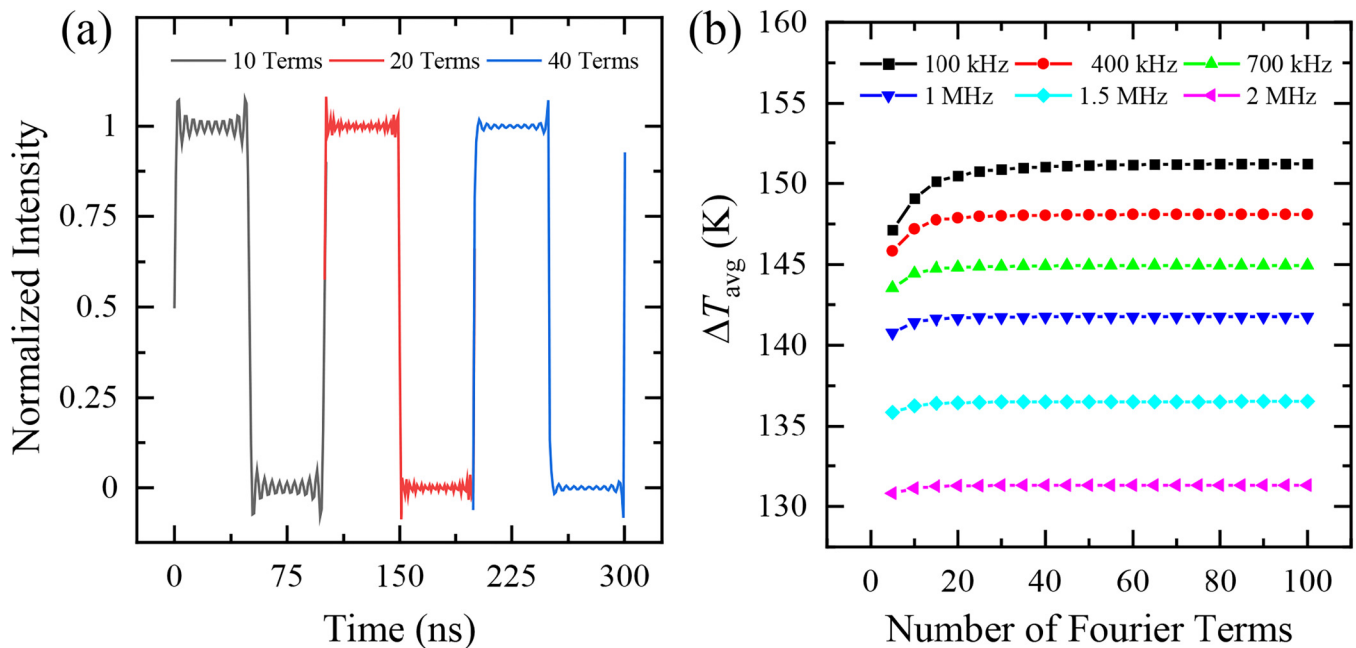 (a)
10 Terms 20 Terms 40 Terms
1
0.75
0.5
0.25
0
Normalized Intensity
0 75 150 225 300
Time (ns)
(b)
100 kHz 400 kHz 700 kHz
1 MHz 1.5 MHz 2 MHz
160
155
150
145
140
135
130
ΔTavg (K)
0 20 40 60 80 100
Number of Fourier Terms